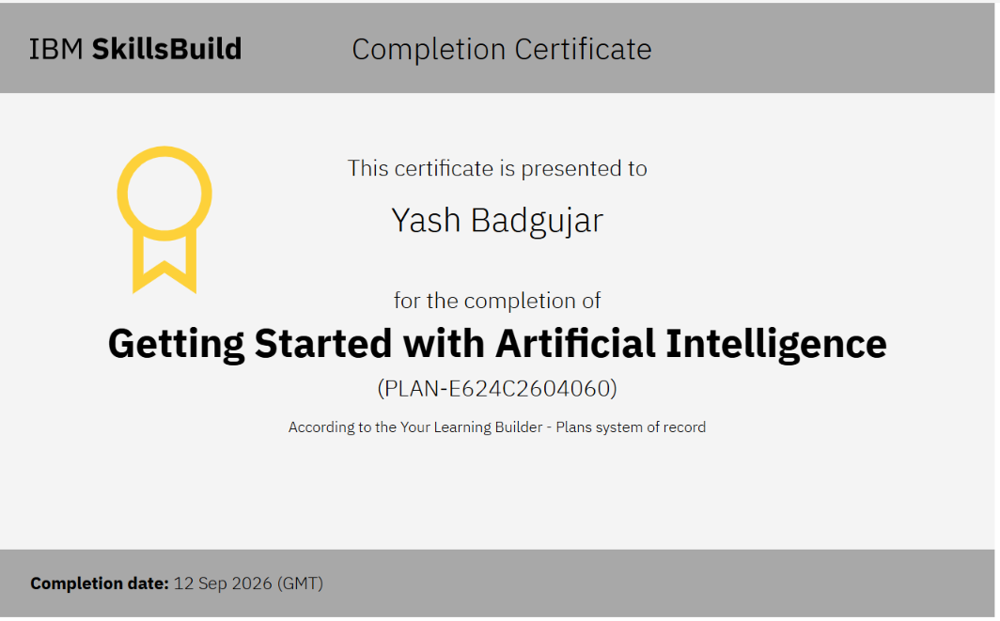 IBM SkillsBuild
Completion Certificate
This certificate is presented to
Yash Badgujar
for the completion of
Getting Started with Artificial Intelligence
(PLAN-E624C2604060)
According to the Your Learning Builder - Plans system of record
Completion date: 12 Sep 2026 (GMT)